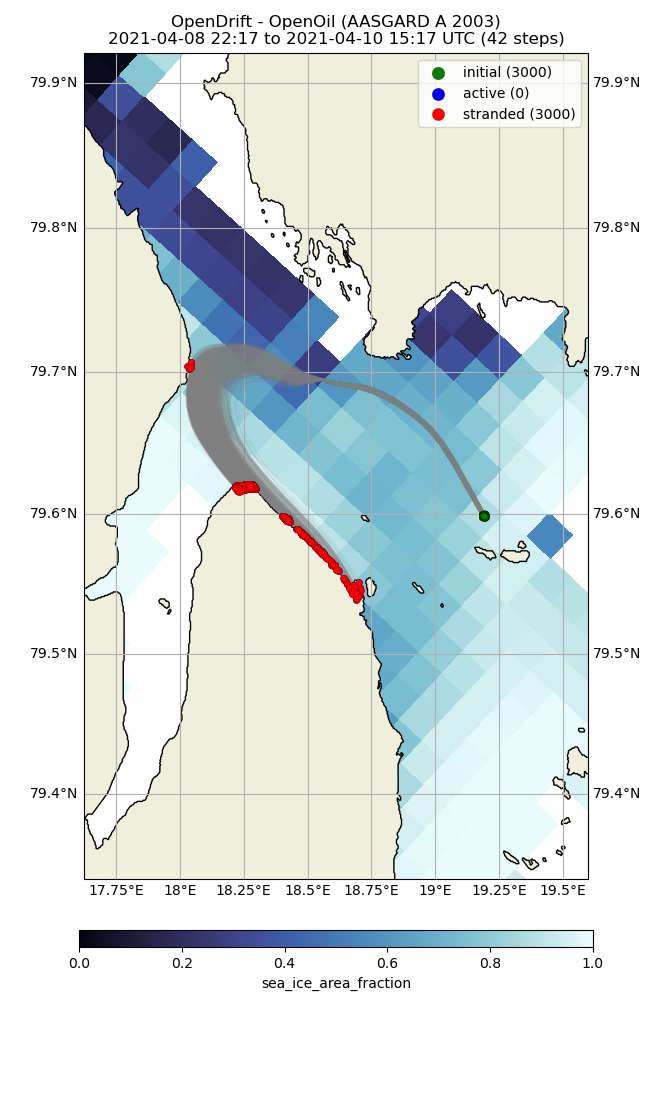 OpenDrift - OpenOil (AASGARD A 2003)
2021-04-08 22:17 to 2021-04-10 15:17 UTC (42 steps)
initial (3000)
active (0)
stranded (3000)
79.9°N 79.9°N
79.8°N 79.8°N
79.7°N 79.7°N
79.6°N 79.6°N
79.5°N 79.5°N
79.4°N 79.4°N
17.75°E 18°E 18.25°E 18.5°E 18.75°E 19°E 19.25°E 19.5°E
0.0 0.2 0.4 0.6 0.8 1.0
sea_ice_area_fraction